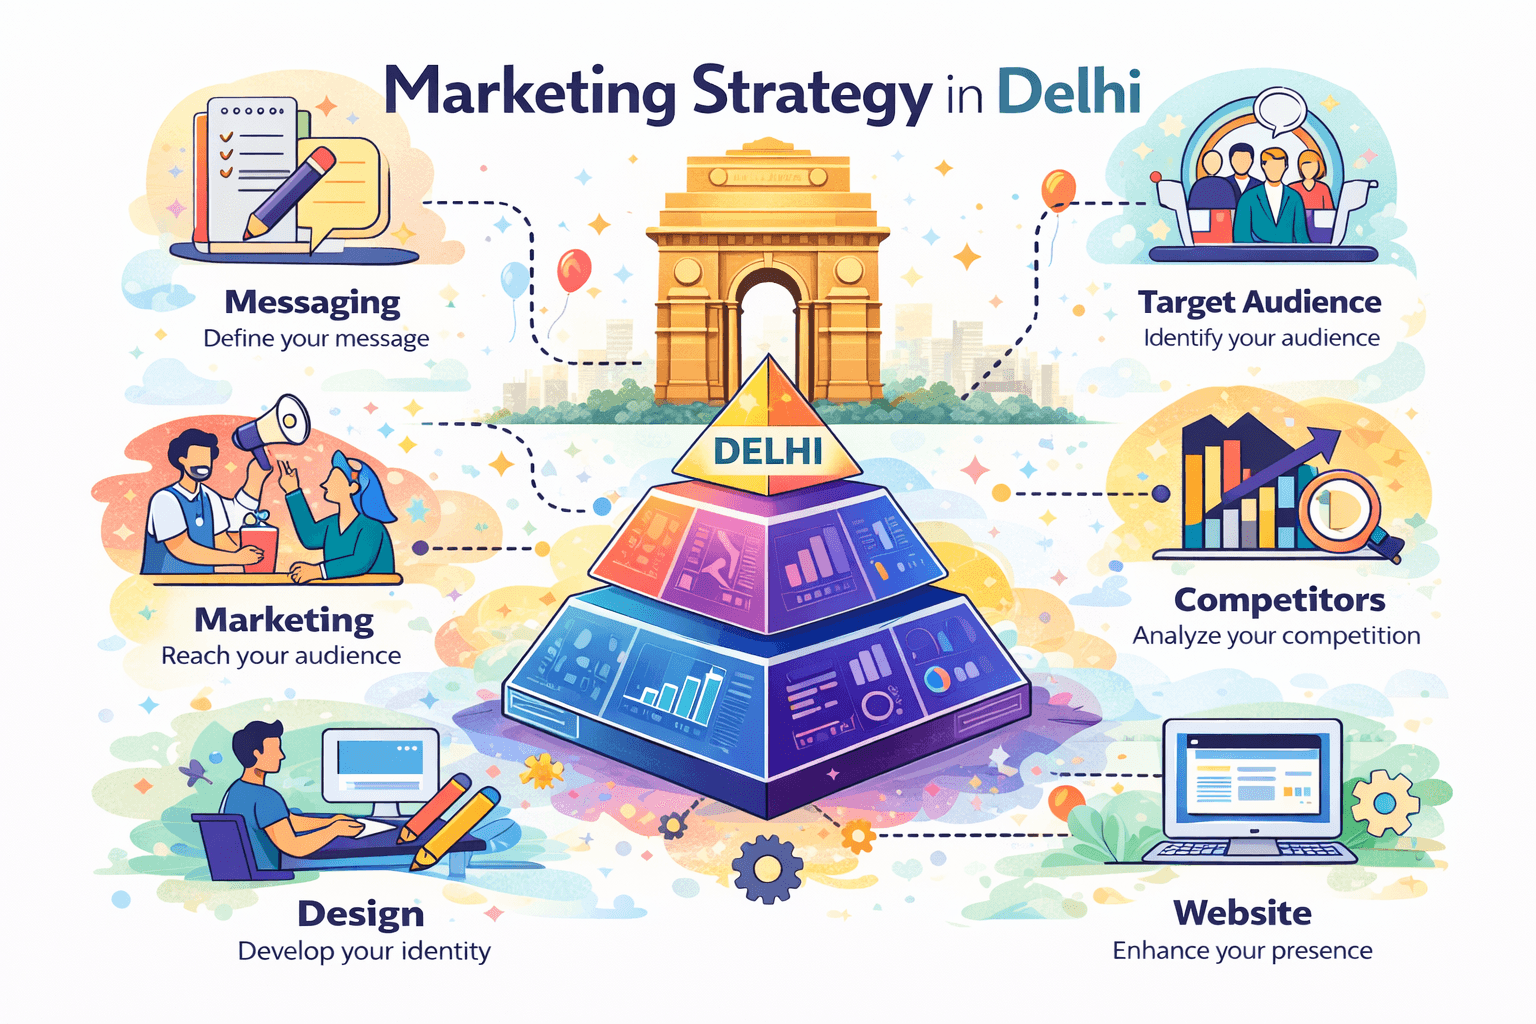 Marketing Strategy in Delhi
Messaging
Define your message
Target Audience
Identify your audience
DELHI
Marketing
Reach your audience
Competitors
Analyze your competition
Design
Develop your identity
Website
Enhance your presence